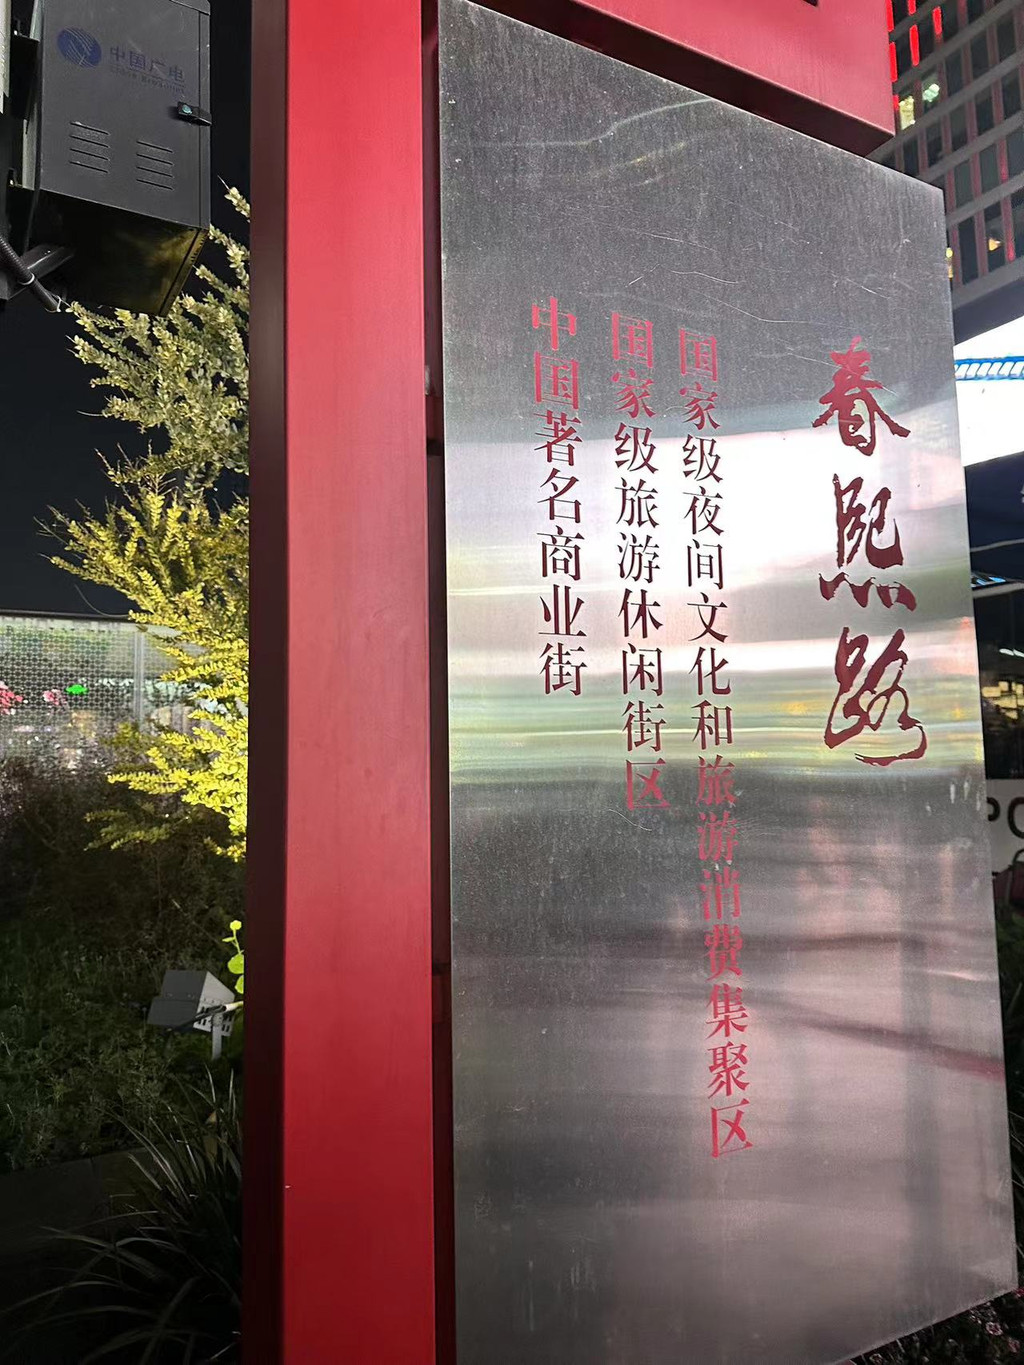 春熙路
国家级夜间文化和旅游消费集聚区
国家级旅游休闲街区
中国著名商业街
中国广电